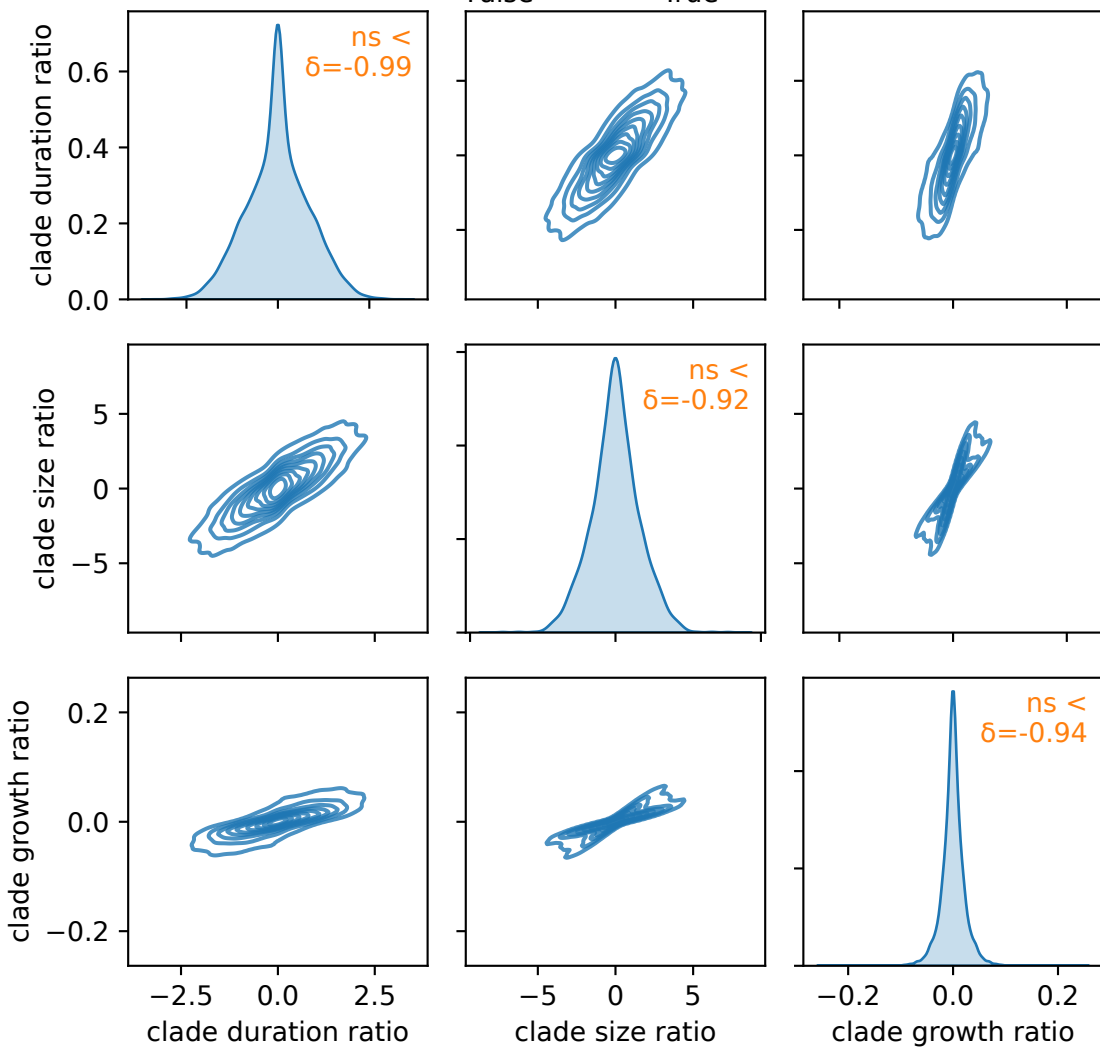 True
clade duration ratio
0.6
0.4
0.2
0.0
ns <
δ=-0.99
clade size ratio
5
0
−5
ns <
δ=-0.92
clade growth ratio
0.2
0.0
−0.2
ns <
δ=-0.94
−2.5 0.0 2.5
−5 0 5
−0.2 0.0 0.2
clade duration ratio
clade size ratio
clade growth ratio